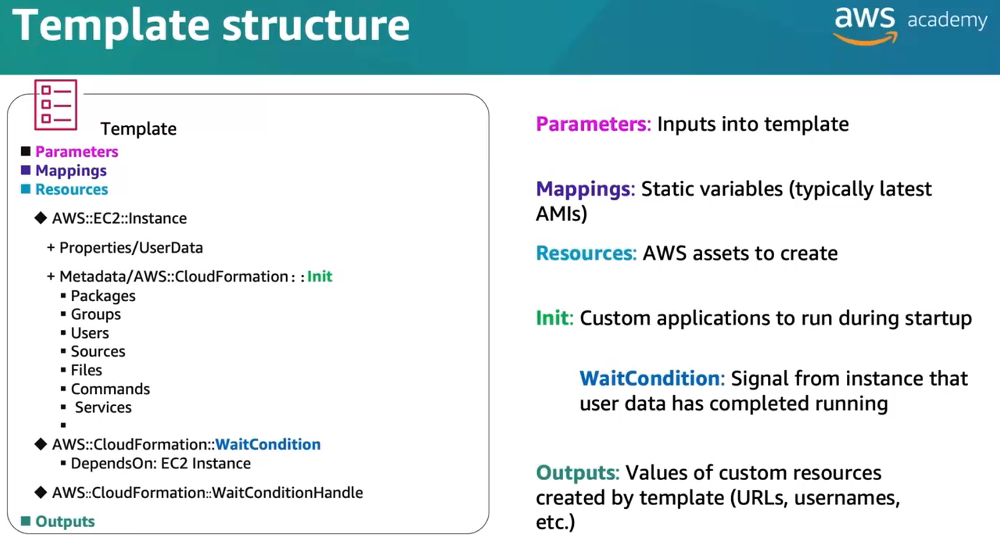 Template structure
aws academy
Template
■ Parameters
■ Mappings
■ Resources
◆ AWS::EC2::Instance
+ Properties/UserData
+ Metadata/AWS::CloudFormation::Init
▪ Packages
▪ Groups
▪ Users
▪ Sources
▪ Files
▪ Commands
▪ Services
▪
◆ AWS::CloudFormation::WaitCondition
▪ DependsOn: EC2 Instance
◆ AWS::CloudFormation::WaitConditionHandle
■ Outputs
Parameters: Inputs into template
Mappings: Static variables (typically latest
AMIs)
Resources: AWS assets to create
Init: Custom applications to run during startup
WaitCondition: Signal from instance that
user data has completed running
Outputs: Values of custom resources
created by template (URLs, usernames,
etc.)